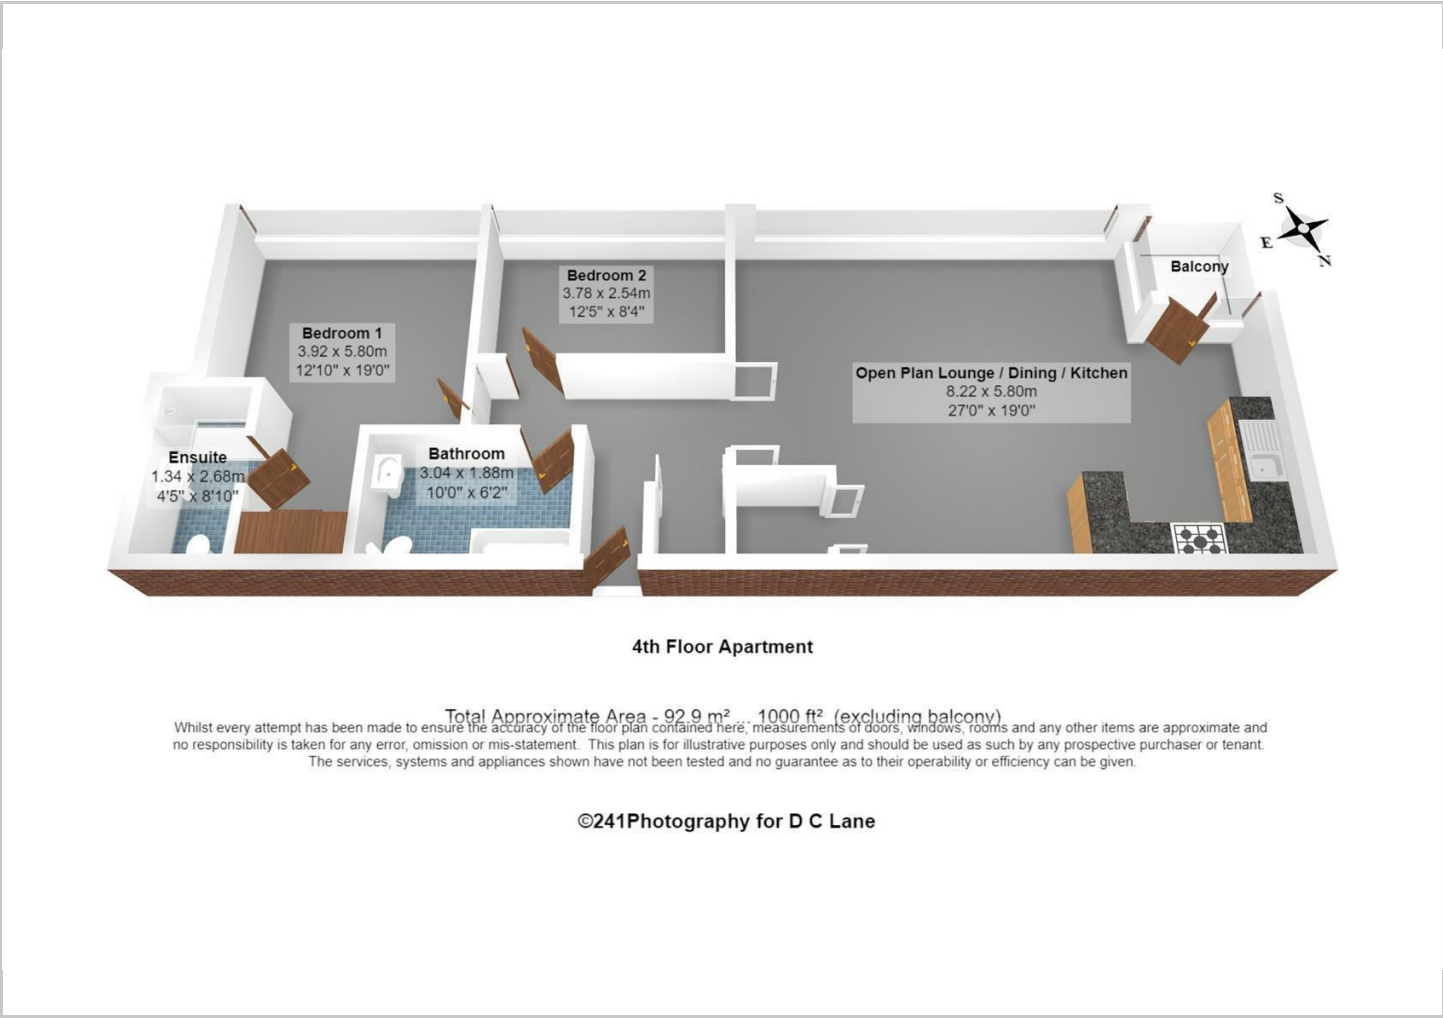 S
E
N
Balcony
Bedroom 2
3.78 x 2.54m
12'5" x 8'4"
Bedroom 1
3.92 x 5.80m
12'10" x 19'0"
Open Plan Lounge / Dining / Kitchen
8.22 x 5.80m
27'0" x 19'0"
Ensuite
1.34 x 2.68m
4'5" x 8'10"
Bathroom
3.04 x 1.88m
10'0" x 6'2"
4th Floor Apartment
Total Approximate Area - 92.9 m² ... 1000 ft² (excluding balcony)
Whilst every attempt has been made to ensure the accuracy of the floor plan contained here, measurements of doors, windows, rooms and any other items are approximate and
no responsibility is taken for any error, omission or mis-statement. This plan is for illustrative purposes only and should be used as such by any prospective purchaser or tenant.
The services, systems and appliances shown have not been tested and no guarantee as to their operability or efficiency can be given.
©241Photography for D C Lane